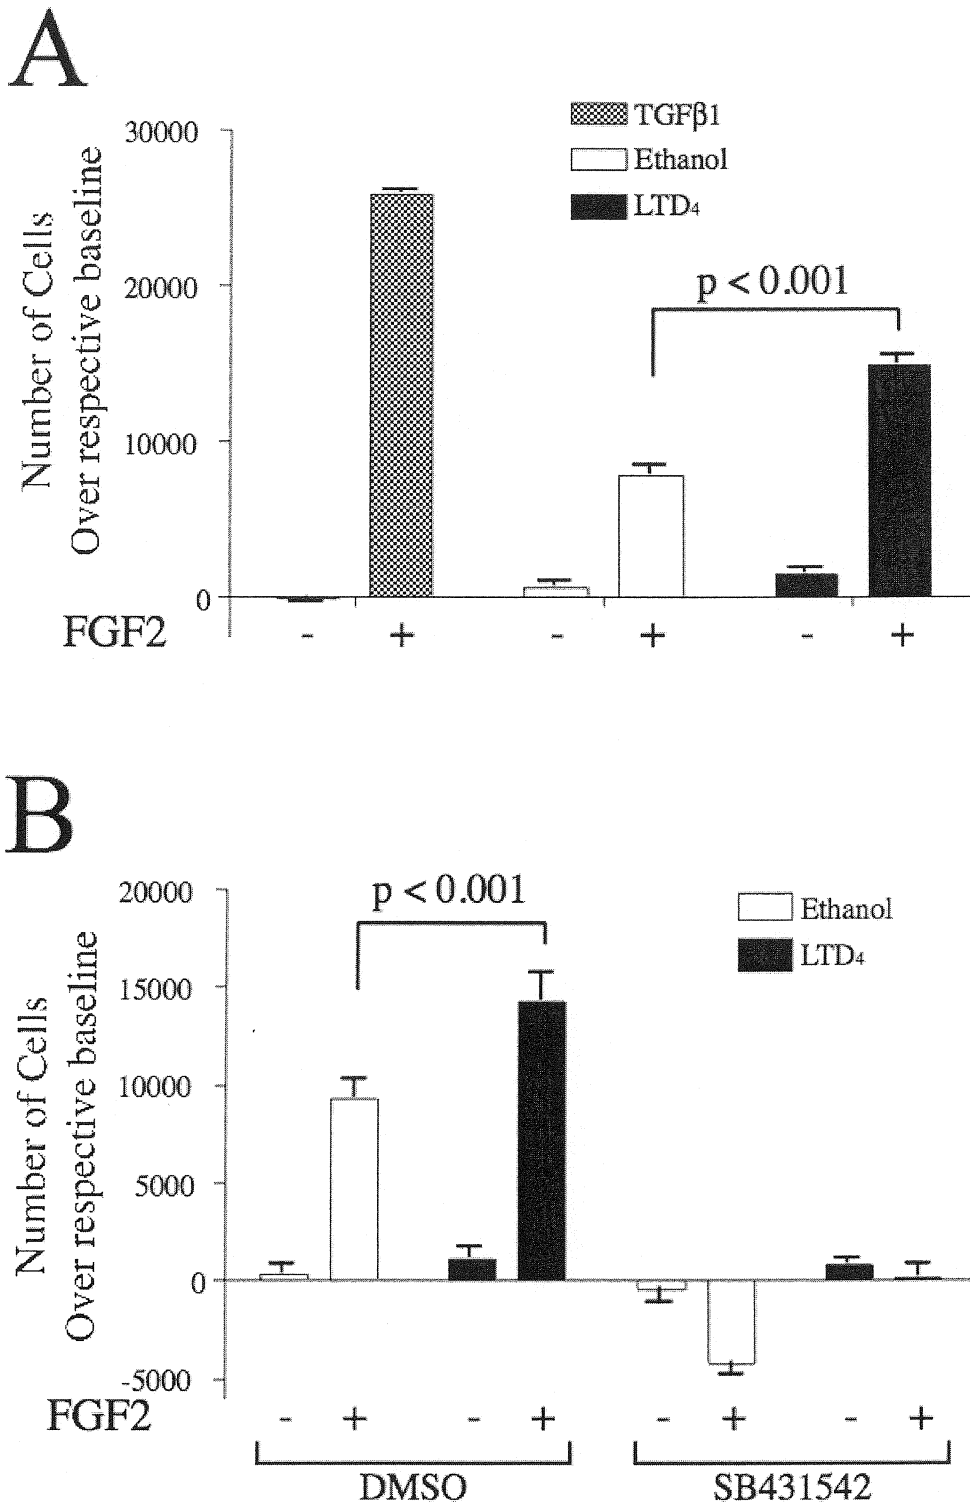 A
TGFβ1
Ethanol
LTD4
Number of Cells
Over respective baseline
30000
20000
10000
0
p < 0.001
FGF2 - + - + - +
B
Ethanol
LTD4
Number of Cells
Over respective baseline
20000
15000
10000
5000
0
-5000
p < 0.001
FGF2 - + - + - + - +
DMSO SB431542